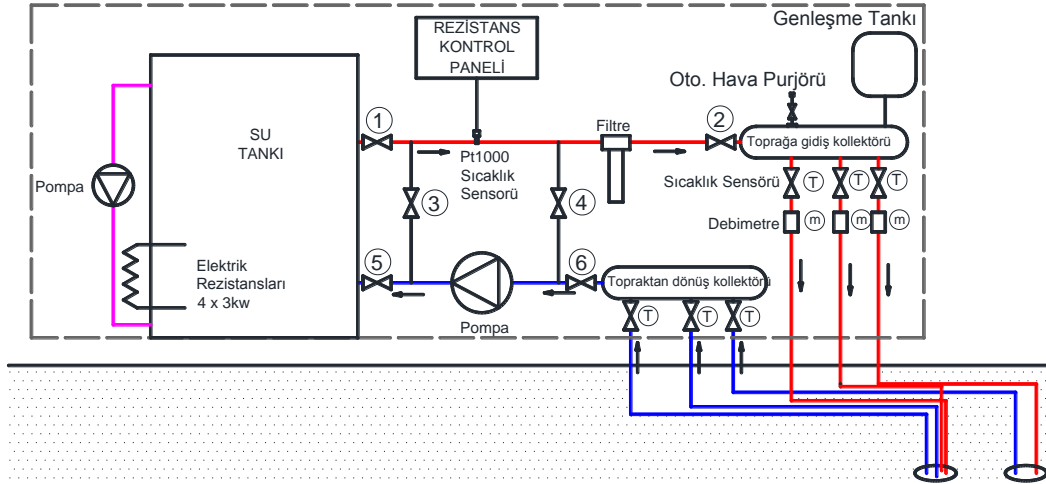 Genleşme Tankı
REZİSTANS
KONTROL
PANELİ
Oto. Hava Purjörü
1
2
Filtre
SU
TANKI
Toprağa gidiş kollektörü
Pt1000
Sıcaklık
Sensorü
Pompa
Sıcaklık Sensörü
T
T
T
3
4
Debimetre
m
m
m
5
6
Elektrik
Rezistansları
4 x 3kw
Topraktan dönüş kollektörü
Pompa
T
T
T